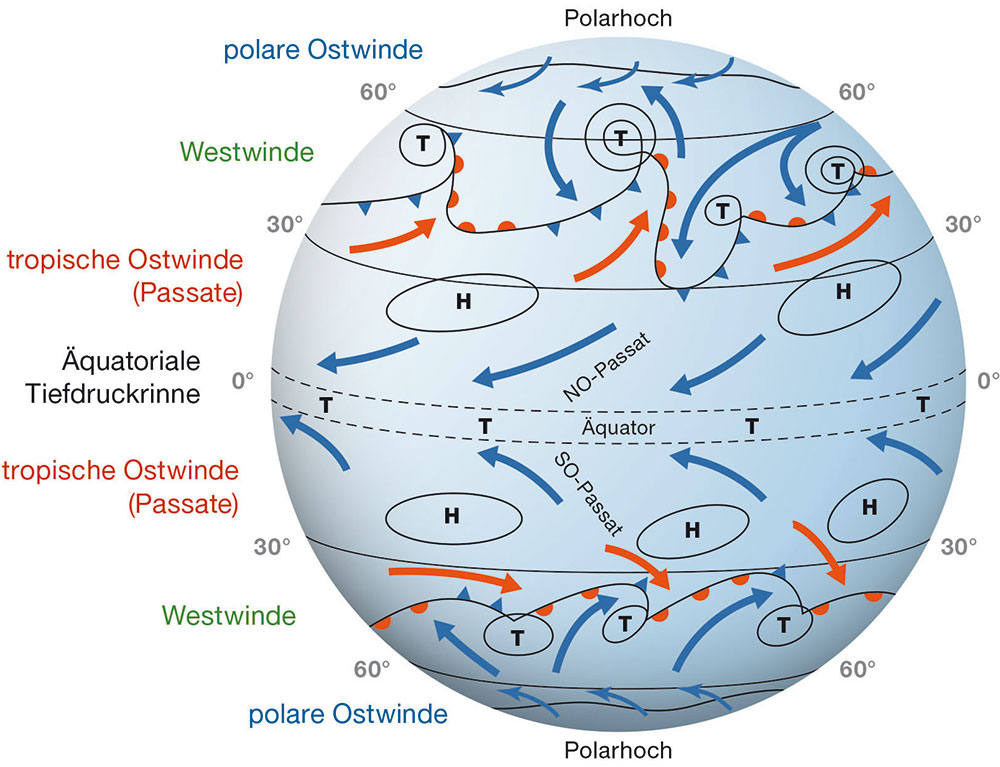 Polarhoch
polare Ostwinde
60°
60°
T
T
Westwinde
T
T
30°
30°
tropische Ostwinde
(Passate)
H
H
NO-Passat
Äquatoriale
Tiefdruckrinne
0°
0°
T
T
T
Äquator
T
tropische Ostwinde
(Passate)
SO-Passat
H
H
H
30°
30°
Westwinde
T
T
T
60°
60°
polare Ostwinde
Polarhoch